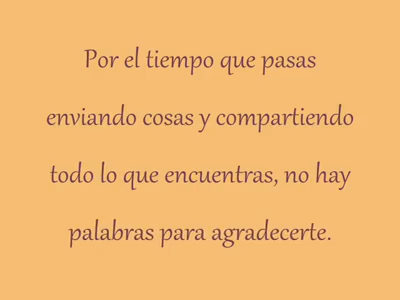 Por el tiempo que pasas
enviando cosas y compartiendo
todo lo que encuentras, no hay
palabras para agradecerte.